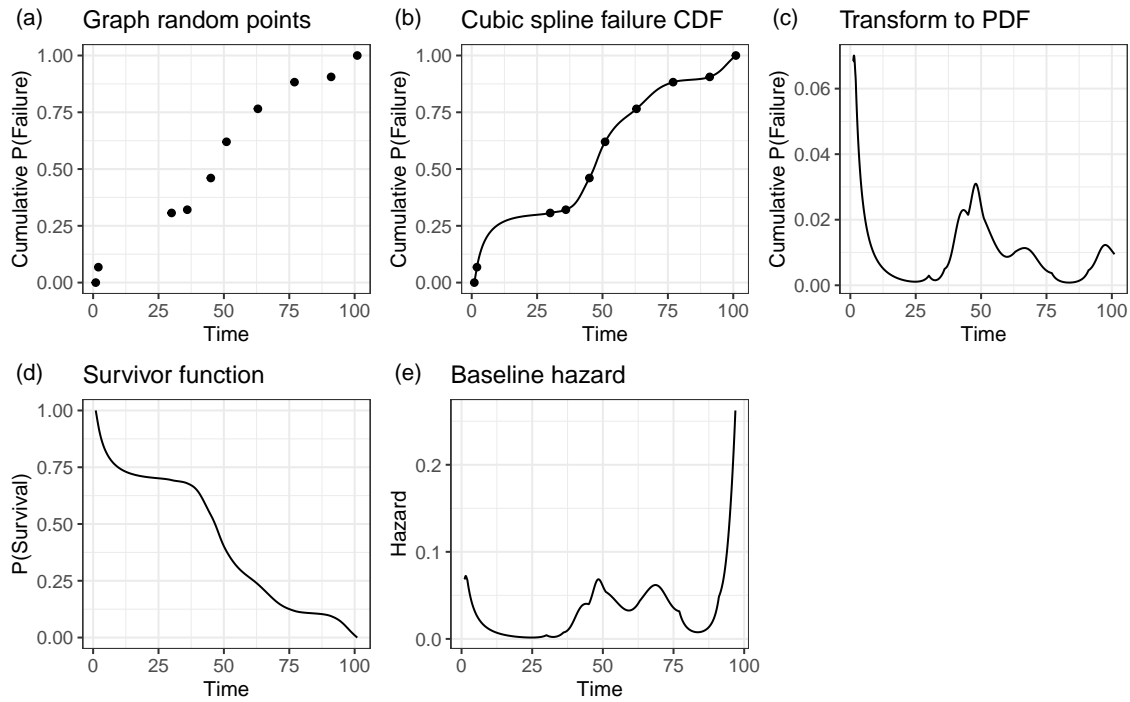 (a) Graph random points
1.00
0.75
0.50
0.25
0.00
Cumulative P(Failure)
0 25 50 75 100
Time
(b) Cubic spline failure CDF
1.00
0.75
0.50
0.25
0.00
Cumulative P(Failure)
0 25 50 75 100
Time
(c) Transform to PDF
0.06
0.04
0.02
0.00
Cumulative P(Failure)
0 25 50 75 100
Time
(d) Survivor function
1.00
0.75
0.50
0.25
0.00
P(Survival)
0 25 50 75 100
Time
(e) Baseline hazard
0.2
0.1
0.0
Hazard
0 25 50 75 100
Time